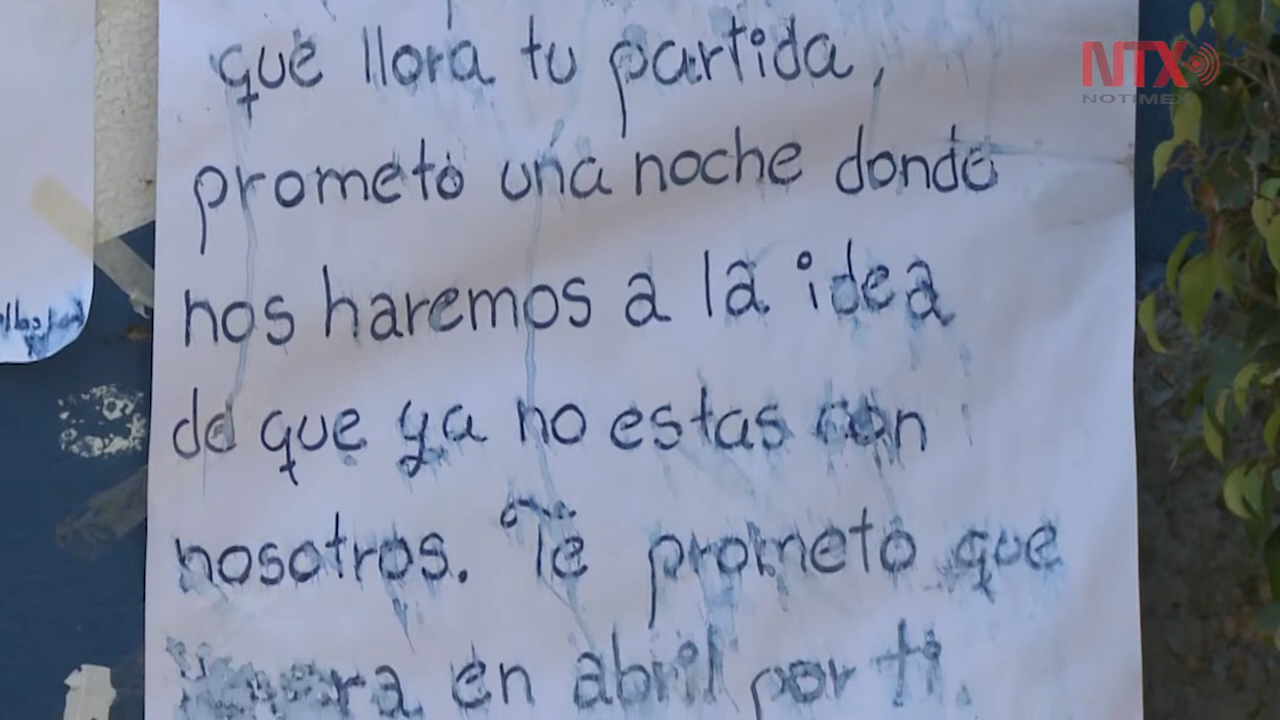 que llora tu partida,
prometo una noche donde
nos haremos a la idea
de que ya no estas con
nosotros. Te prometo que
en abril por ti.
NTX
NOTIMEX